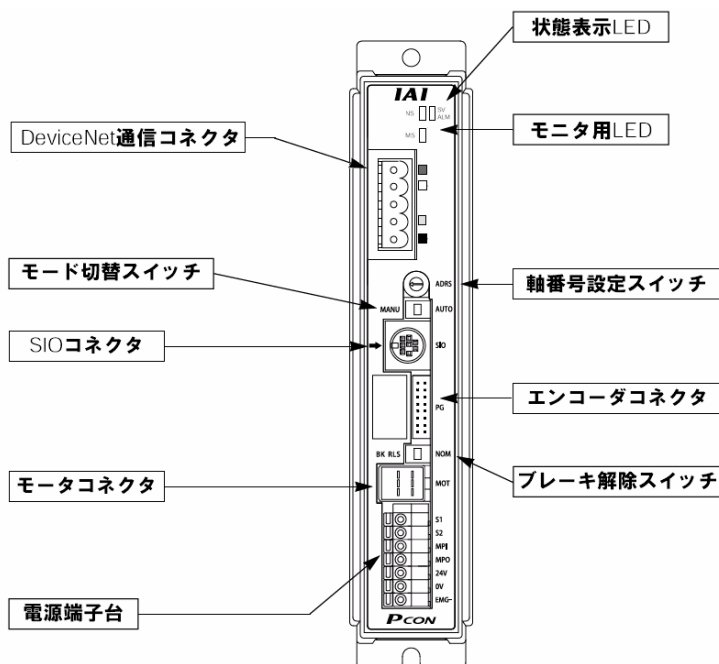 状態表示LED
IAI
NS
SV
ALM
MS
DeviceNet通信コネクタ
モニタ用LED
モード切替スイッチ
ADRS
軸番号設定スイッチ
MANU
AUTO
SIOコネクタ
SIO
エンコーダコネクタ
PG
BK RLS
NOM
モータコネクタ
MOT
ブレーキ解除スイッチ
S1
S2
MPI
MPO
24V
0V
EMG-
電源端子台
PCON